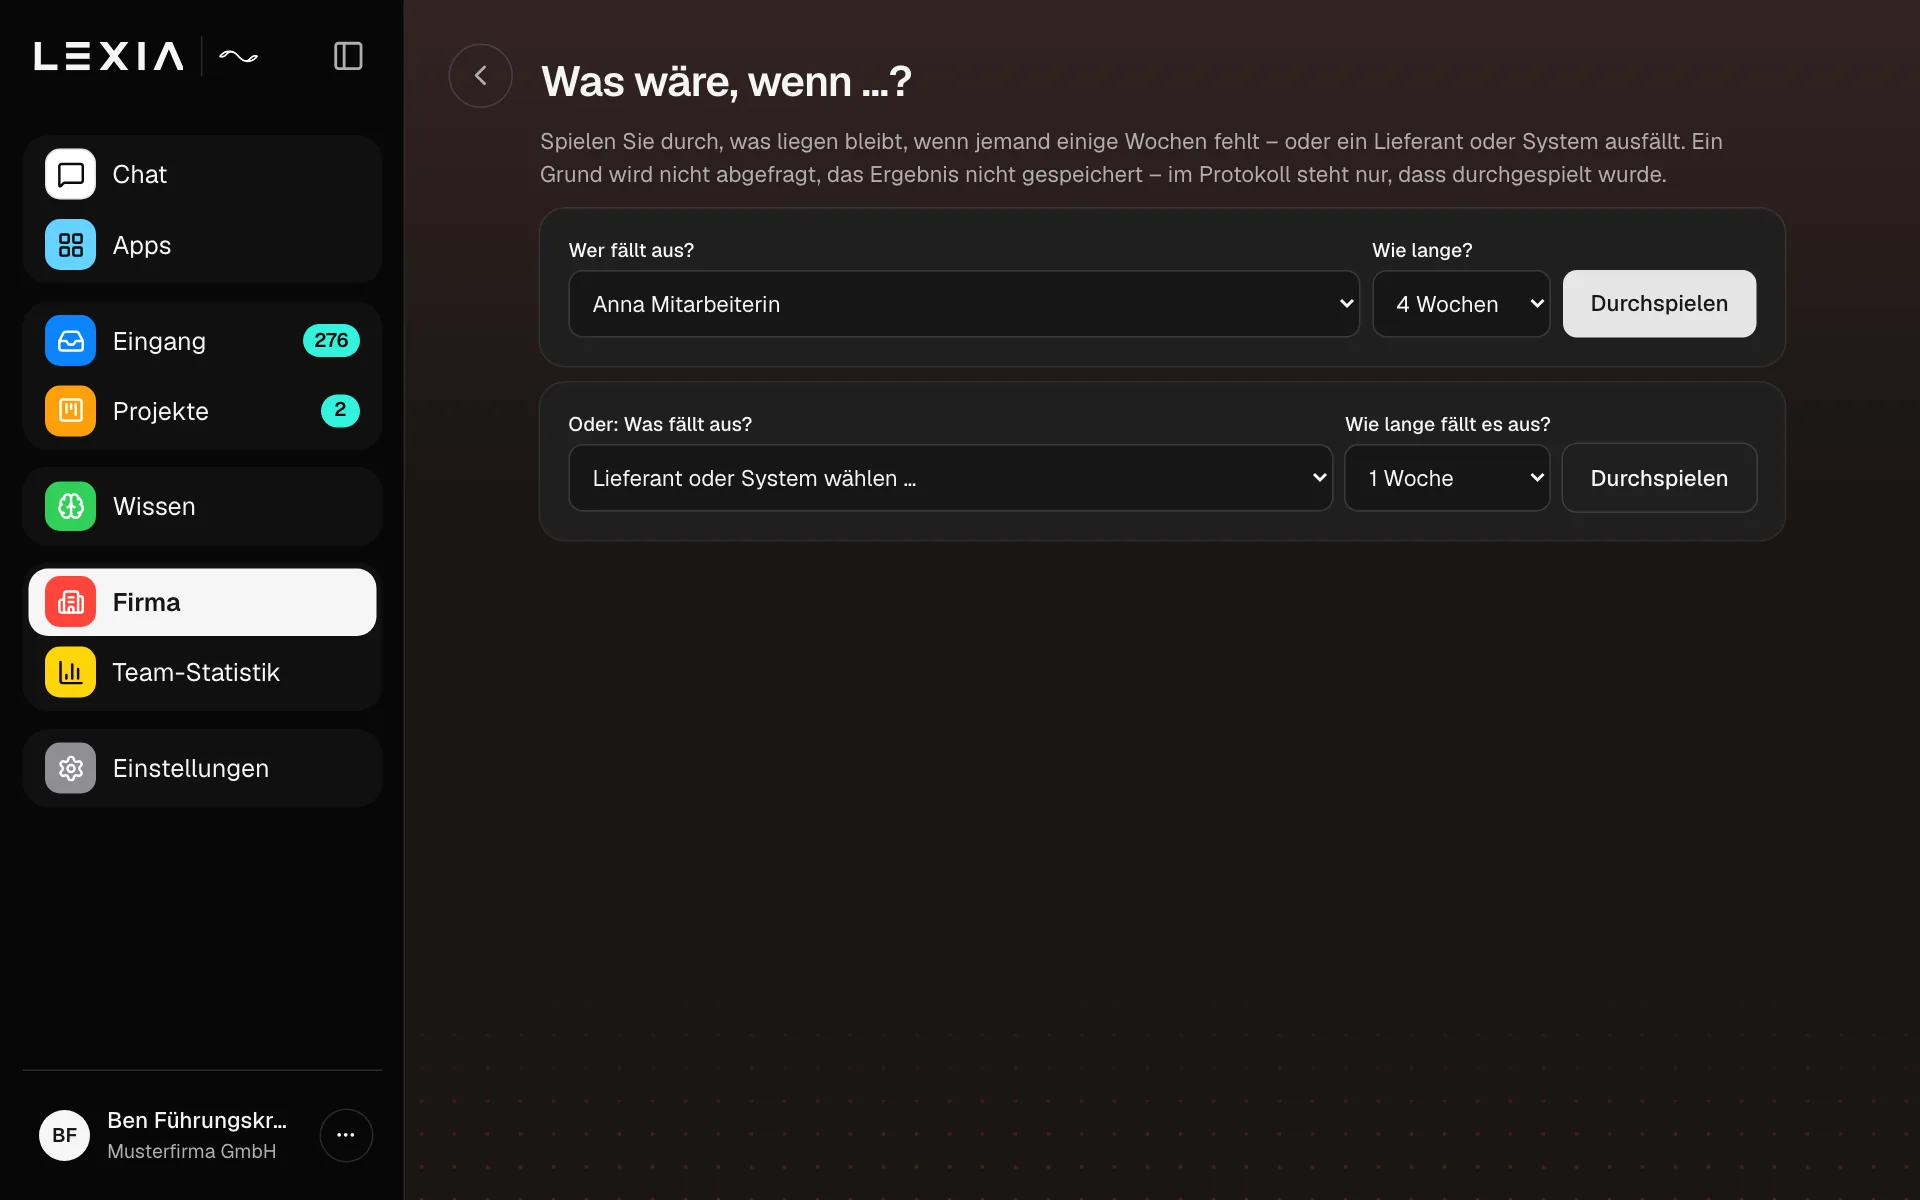 LEXIA
Chat
Apps
Eingang 276
Projekte 2
Wissen
Firma
Team-Statistik
Einstellungen
BF
Ben Führungskr...
Musterfirma GmbH
Was wäre, wenn ...?
Spielen Sie durch, was liegen bleibt, wenn jemand einige Wochen fehlt – oder ein Lieferant oder System ausfällt. Ein
Grund wird nicht abgefragt, das Ergebnis nicht gespeichert – im Protokoll steht nur, dass durchgespielt wurde.
Wer fällt aus? Wie lange?
Anna Mitarbeiterin 4 Wochen Durchspielen
Oder: Was fällt aus? Wie lange fällt es aus?
Lieferant oder System wählen ... 1 Woche Durchspielen